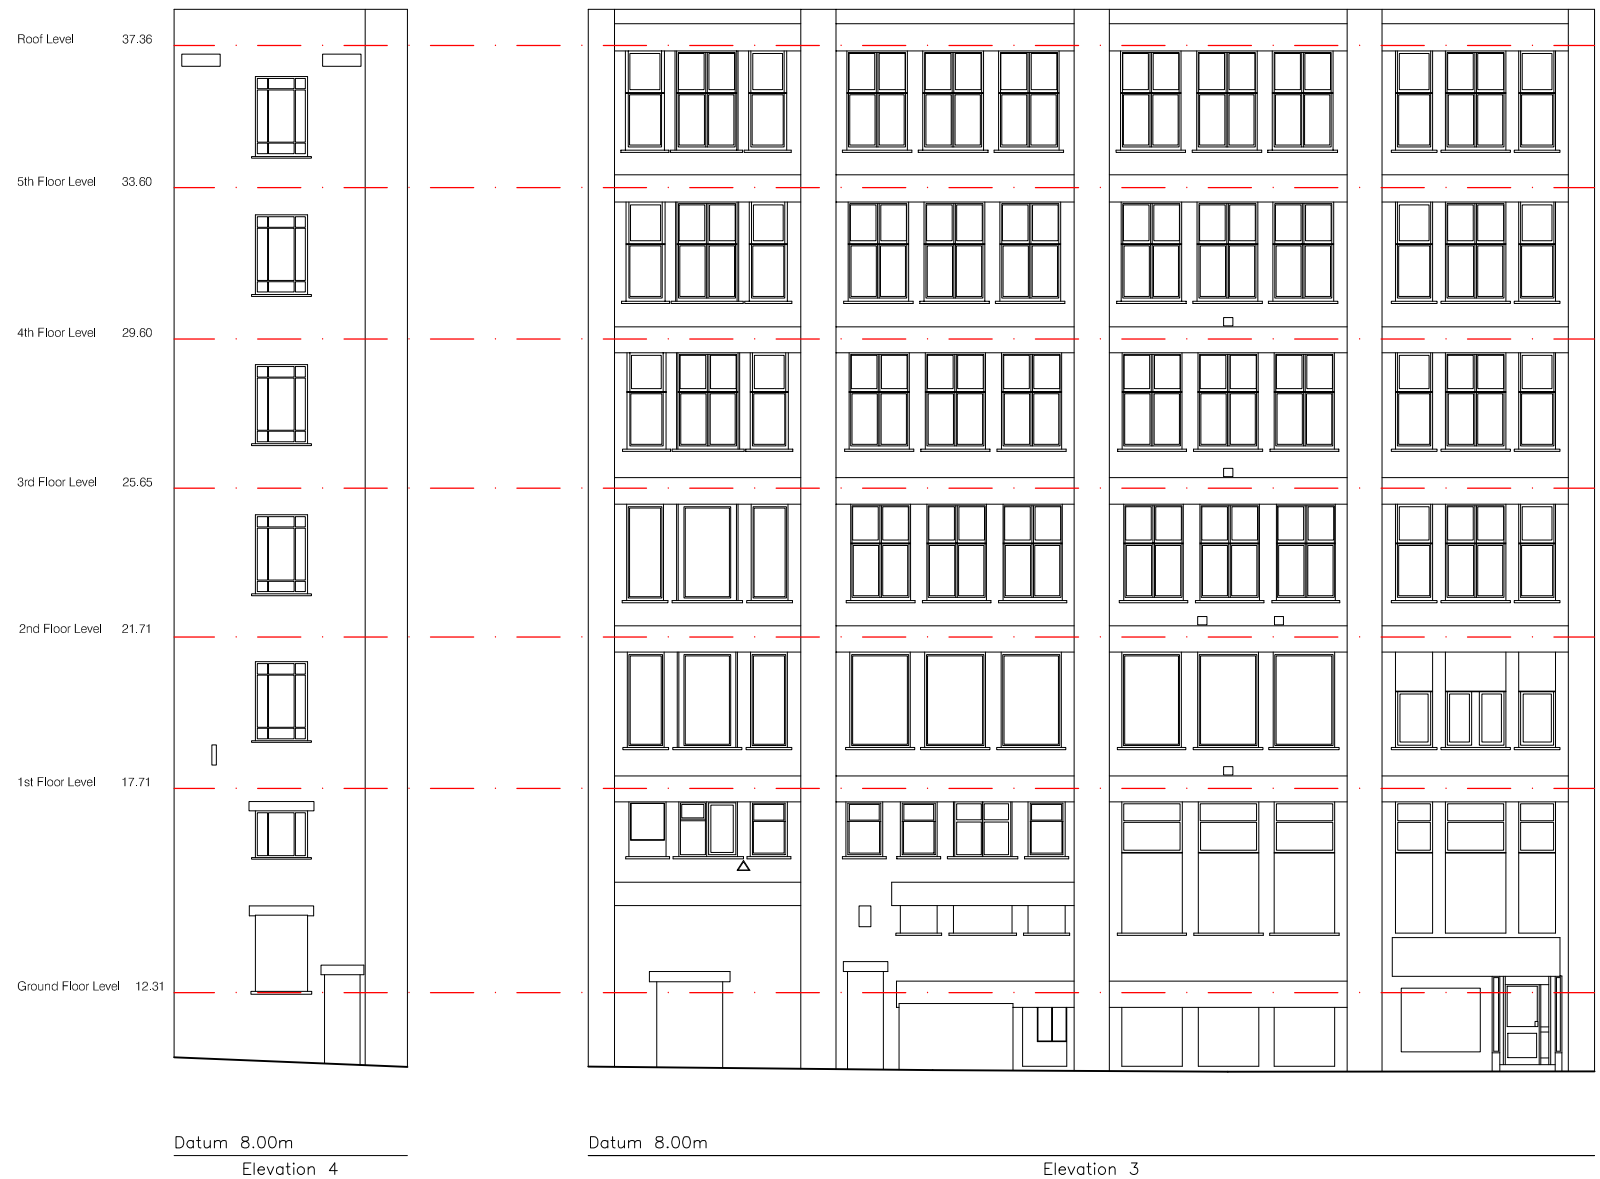 Roof Level 37.36
5th Floor Level 33.60
4th Floor Level 29.60
3rd Floor Level 25.65
2nd Floor Level 21.71
1st Floor Level 17.71
Ground Floor Level 12.31
Datum 8.00m
Elevation 4
Datum 8.00m
Elevation 3